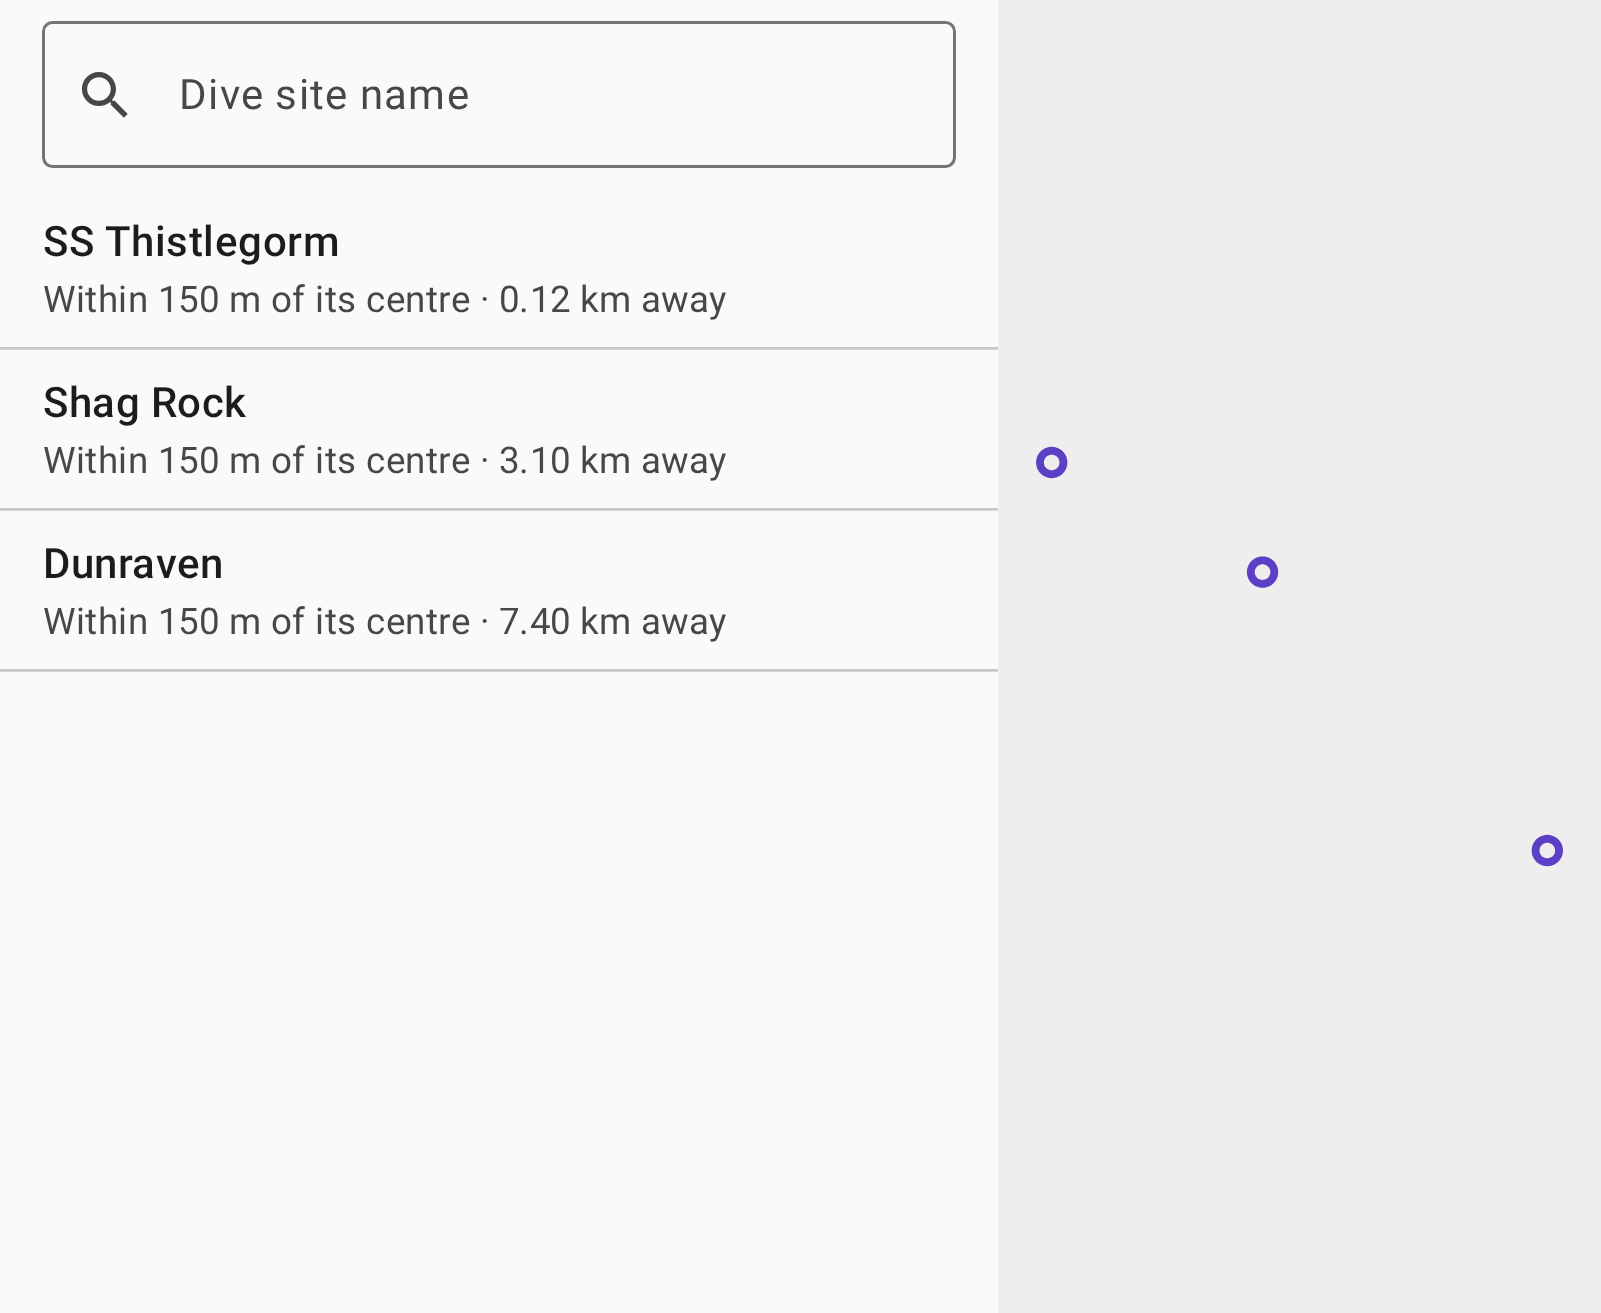 Dive site name
SS Thistlegorm
Within 150 m of its centre · 0.12 km away
Shag Rock
Within 150 m of its centre · 3.10 km away
Dunraven
Within 150 m of its centre · 7.40 km away